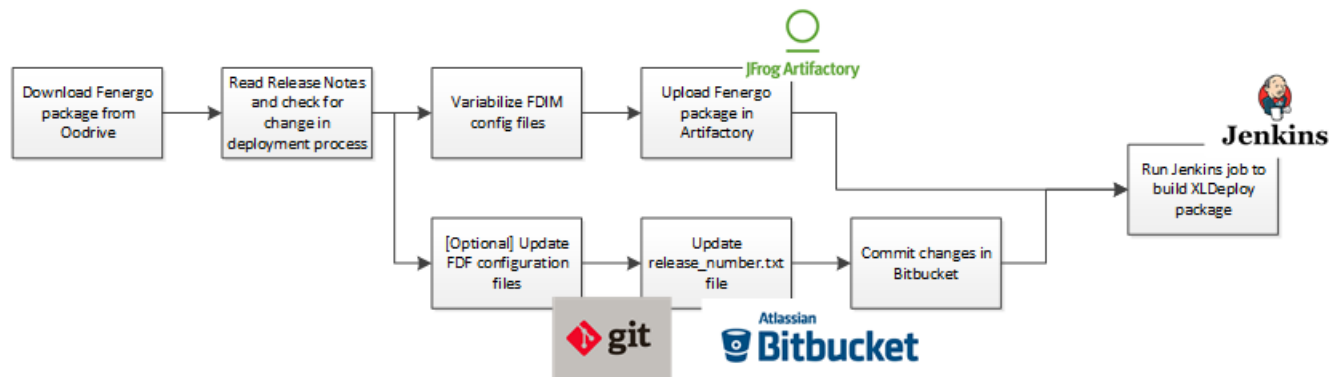 JFrog Artifactory
Download Fenergo
package from
Oodrive
Read Release Notes
and check for
change in
deployment process
Variabilize FDIM
config files
Upload Fenergo
package in
Artifactory
Jenkins
Run Jenkins job to
build XLDeploy
package
[Optional] Update
FDF configuration
files
Update
release_number.txt
file
Commit changes in
Bitbucket
git
Atlassian
Bitbucket